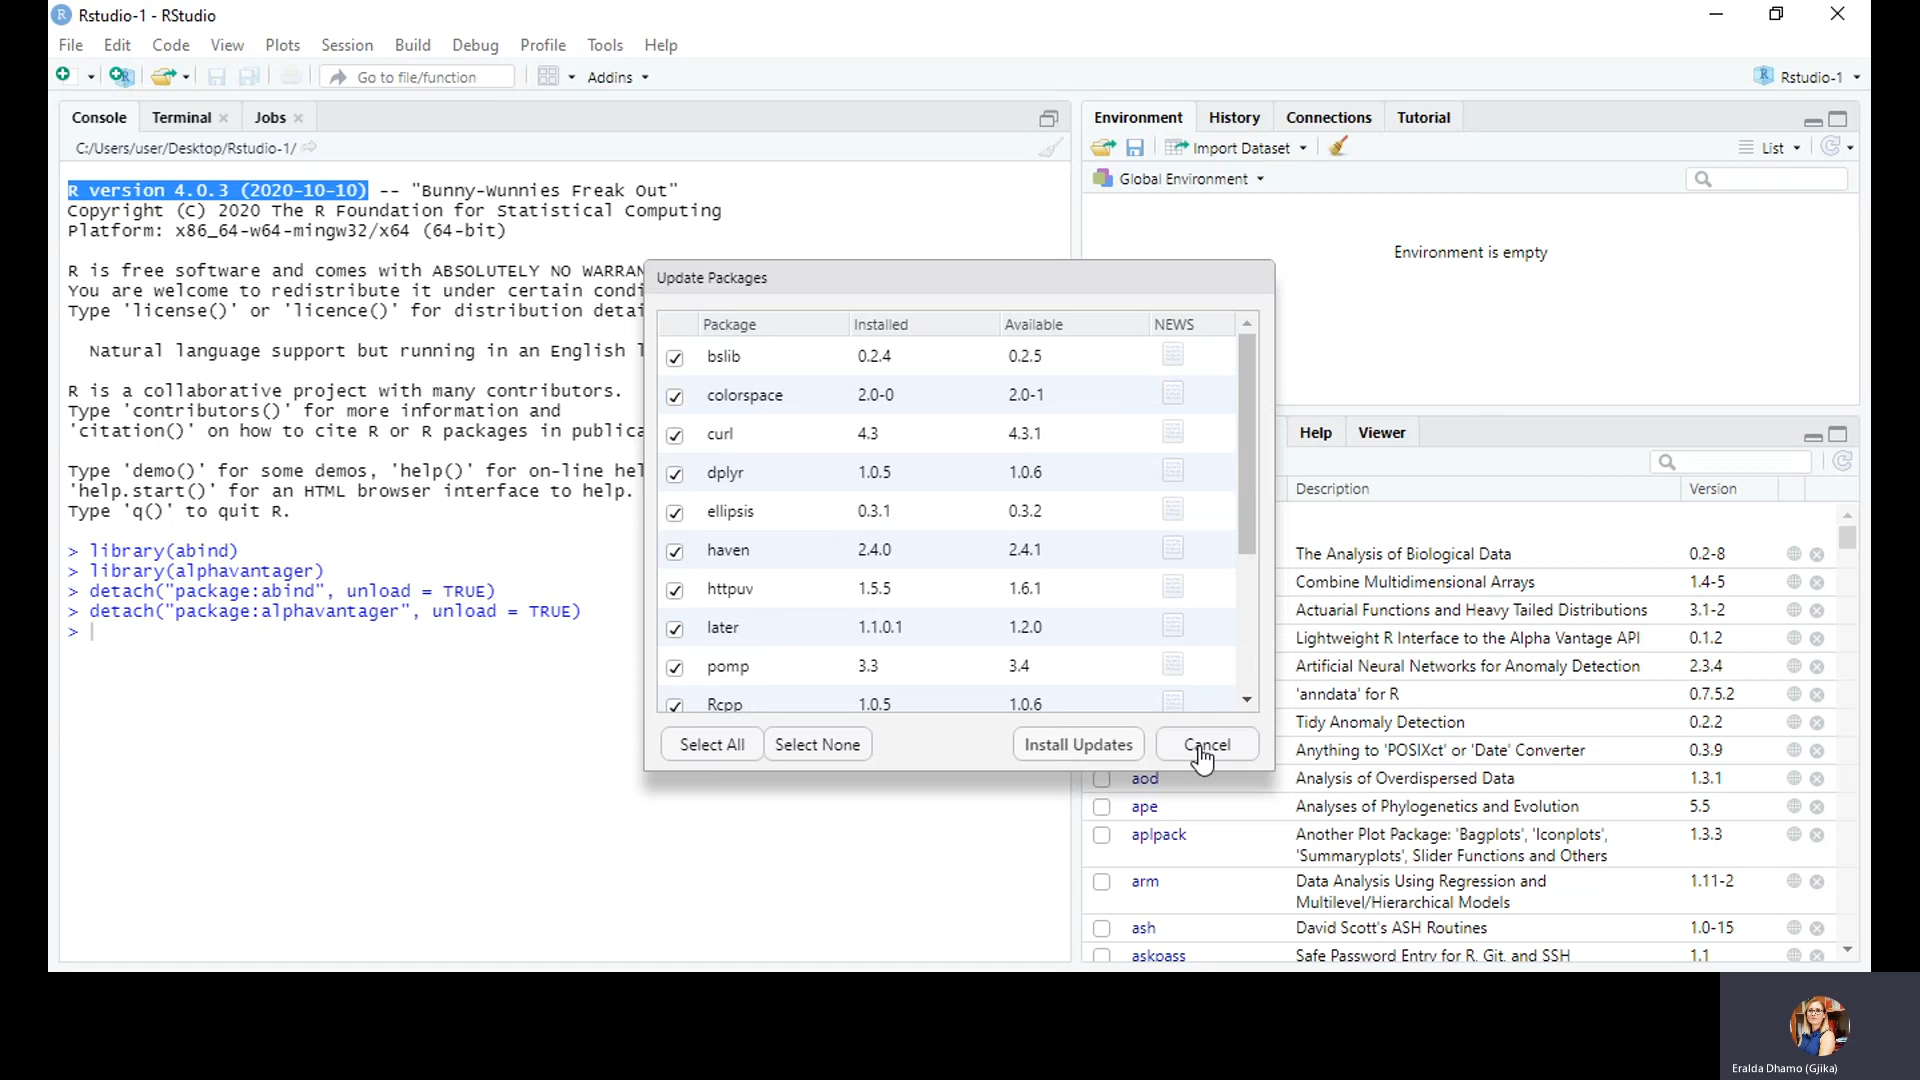 Rstudio-1 - RStudio
File Edit Code View Plots Session Build Debug Profile Tools Help
Go to file/function Addins Rstudio-1
Console Terminal Jobs
C:/Users/user/Desktop/Rstudio-1/
R version 4.0.3 (2020-10-10) -- "Bunny-Wunnies Freak Out"
Copyright (C) 2020 The R Foundation for Statistical Computing
Platform: x86_64-w64-mingw32/x64 (64-bit)
R is free software and comes with ABSOLUTELY NO WARRAN
You are welcome to redistribute it under certain condi
Type 'license()' or 'licence()' for distribution detai
Natural language support but running in an English l
R is a collaborative project with many contributors.
Type 'contributors()' for more information and
'citation()' on how to cite R or R packages in publica
Type 'demo()' for some demos, 'help()' for on-line hel
'help.start()' for an HTML browser interface to help.
Type 'q()' to quit R.
> library(abind)
> library(alphavantager)
> detach("package:abind", unload = TRUE)
> detach("package:alphavantager", unload = TRUE)
>
Update Packages
Package Installed Available NEWS
bslib 0.2.4 0.2.5
colorspace 2.0-0 2.0-1
curl 4.3 4.3.1
dplyr 1.0.5 1.0.6
ellipsis 0.3.1 0.3.2
haven 2.4.0 2.4.1
httpuv 1.5.5 1.6.1
later 1.1.0.1 1.2.0
pomp 3.3 3.4
Rcpp 1.0.5 1.0.6
Select All Select None Install Updates Cancel
Environment History Connections Tutorial
Import Dataset List
Global Environment
Environment is empty
Help Viewer
Description Version
The Analysis of Biological Data 0.2-8
Combine Multidimensional Arrays 1.4-5
Actuarial Functions and Heavy Tailed Distributions 3.1-2
Lightweight R Interface to the Alpha Vantage API 0.1.2
Artificial Neural Networks for Anomaly Detection 2.3.4
'anndata' for R 0.7.5.2
Tidy Anomaly Detection 0.2.2
Anything to 'POSIXct' or 'Date' Converter 0.3.9
aod Analysis of Overdispersed Data 1.3.1
ape Analyses of Phylogenetics and Evolution 5.5
aplpack Another Plot Package: 'Bagplots', 'Iconplots', 1.3.3
'Summaryplots', Slider Functions and Others
arm Data Analysis Using Regression and 1.11-2
Multilevel/Hierarchical Models
ash David Scott's ASH Routines 1.0-15
askpass Safe Password Entry for R, Git, and SSH 1.1
Eralda Dhamo (Gjika)